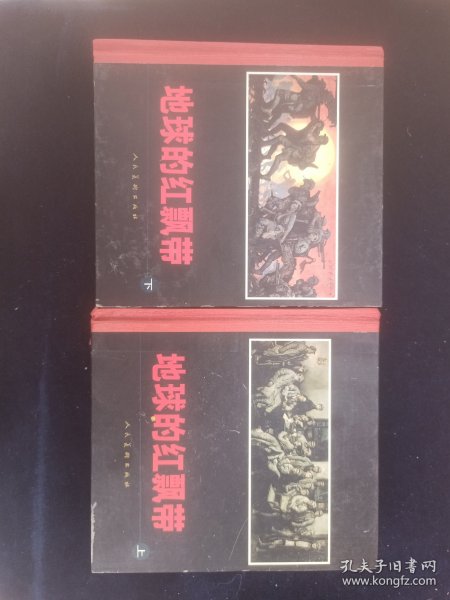 地球的红飘带
人民美术出版社
下
地球的红飘带
人民美术出版社
上
孔夫子旧书网
www.kongfz.com